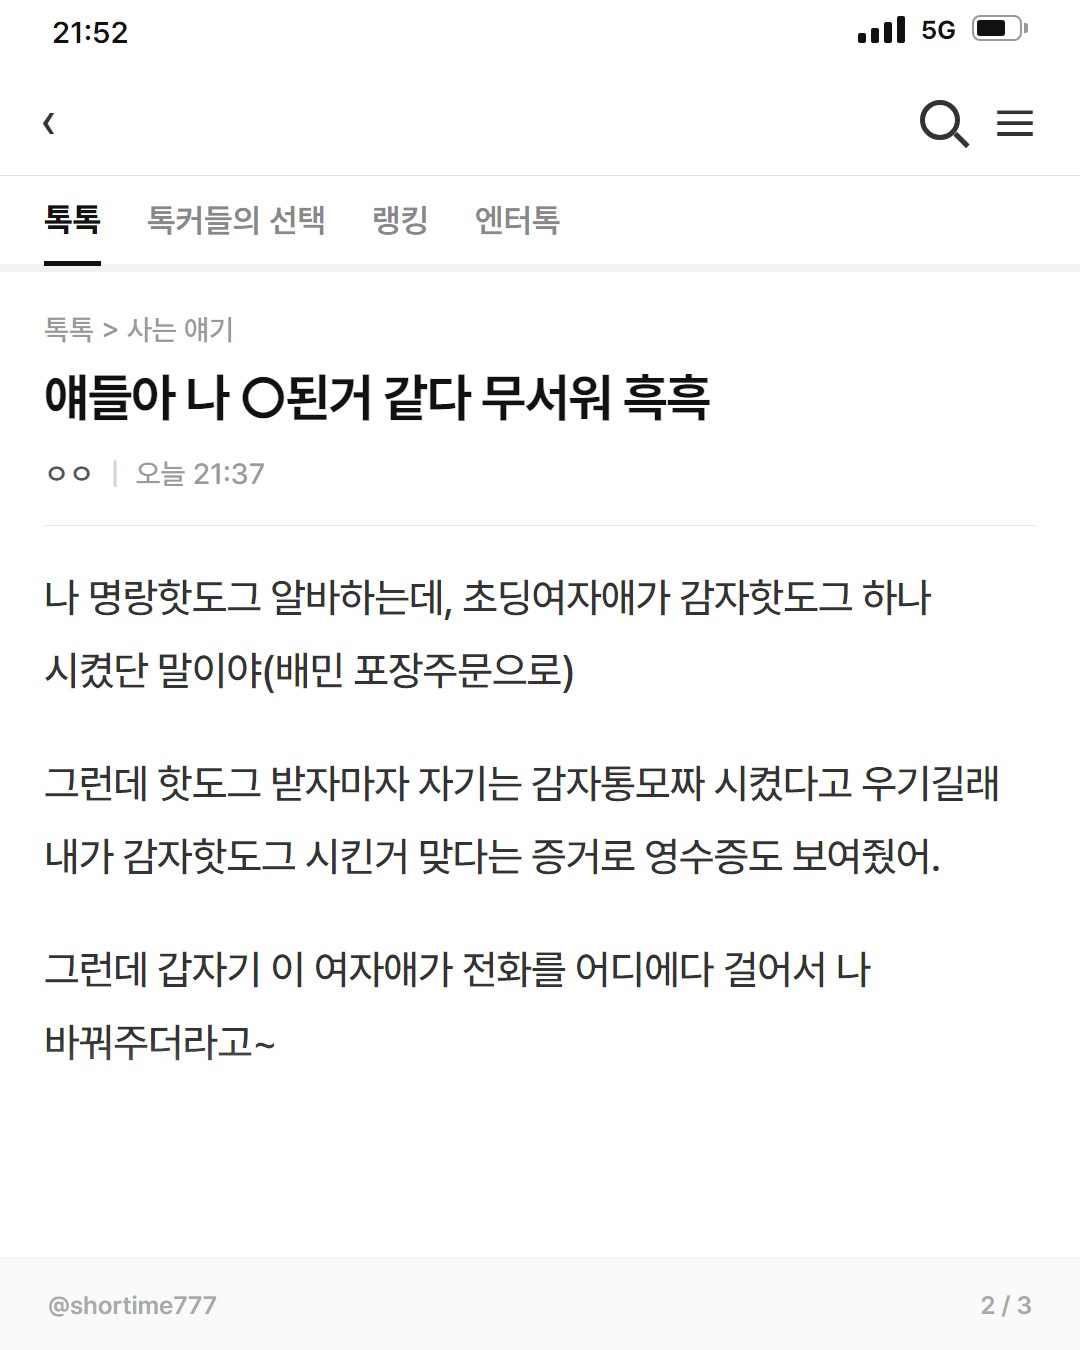 21:52
5G
톡톡 톡커들의 선택 랭킹 엔터톡
톡톡 > 사는 얘기
얘들아 나 ○된거 같다 무서워 흑흑
ㅇㅇ | 오늘 21:37
나 명랑핫도그 알바하는데, 초딩여자애가 감자핫도그 하나
시켰단 말이야(배민 포장주문으로)
그런데 핫도그 받자마자 자기는 감자통모짜 시켰다고 우기길래
내가 감자핫도그 시킨거 맞다는 증거로 영수증도 보여줬어.
그런데 갑자기 이 여자애가 전화를 어디에다 걸어서 나
바꿔주더라고~
@shortime777
2 / 3